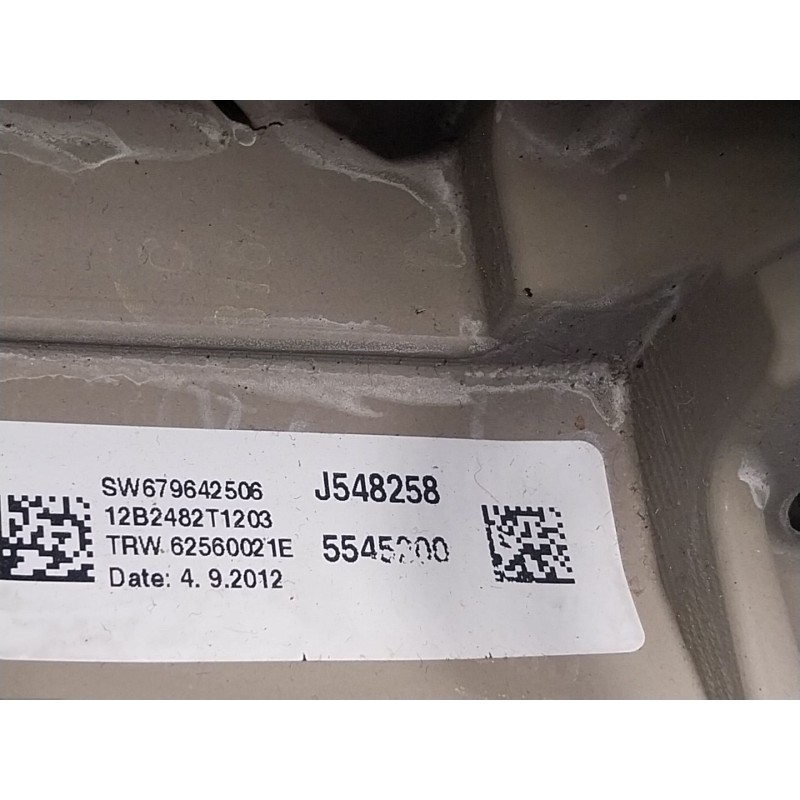 SW679642506
12B2482T1203
TRW 62560021E
Date: 4. 9.2012
J548258